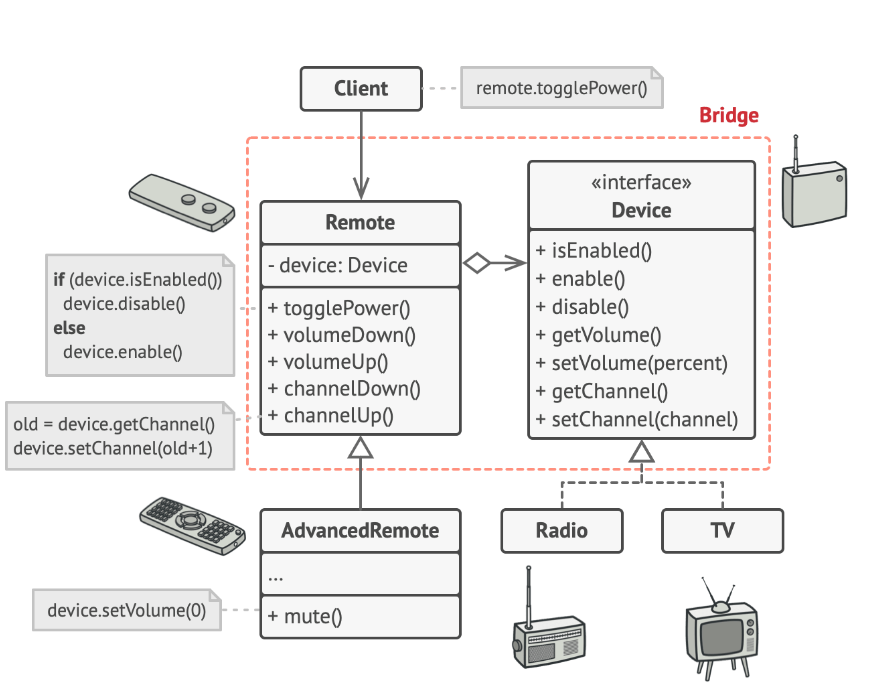 Client
remote.togglePower()
Bridge
Remote
- device: Device
+ togglePower()
+ volumeDown()
+ volumeUp()
+ channelDown()
+ channelUp()
«interface»
Device
+ isEnabled()
+ enable()
+ disable()
+ getVolume()
+ setVolume(percent)
+ getChannel()
+ setChannel(channel)
if (device.isEnabled())
device.disable()
else
device.enable()
old = device.getChannel()
device.setChannel(old+1)
AdvancedRemote
...
+ mute()
device.setVolume(0)
Radio
TV